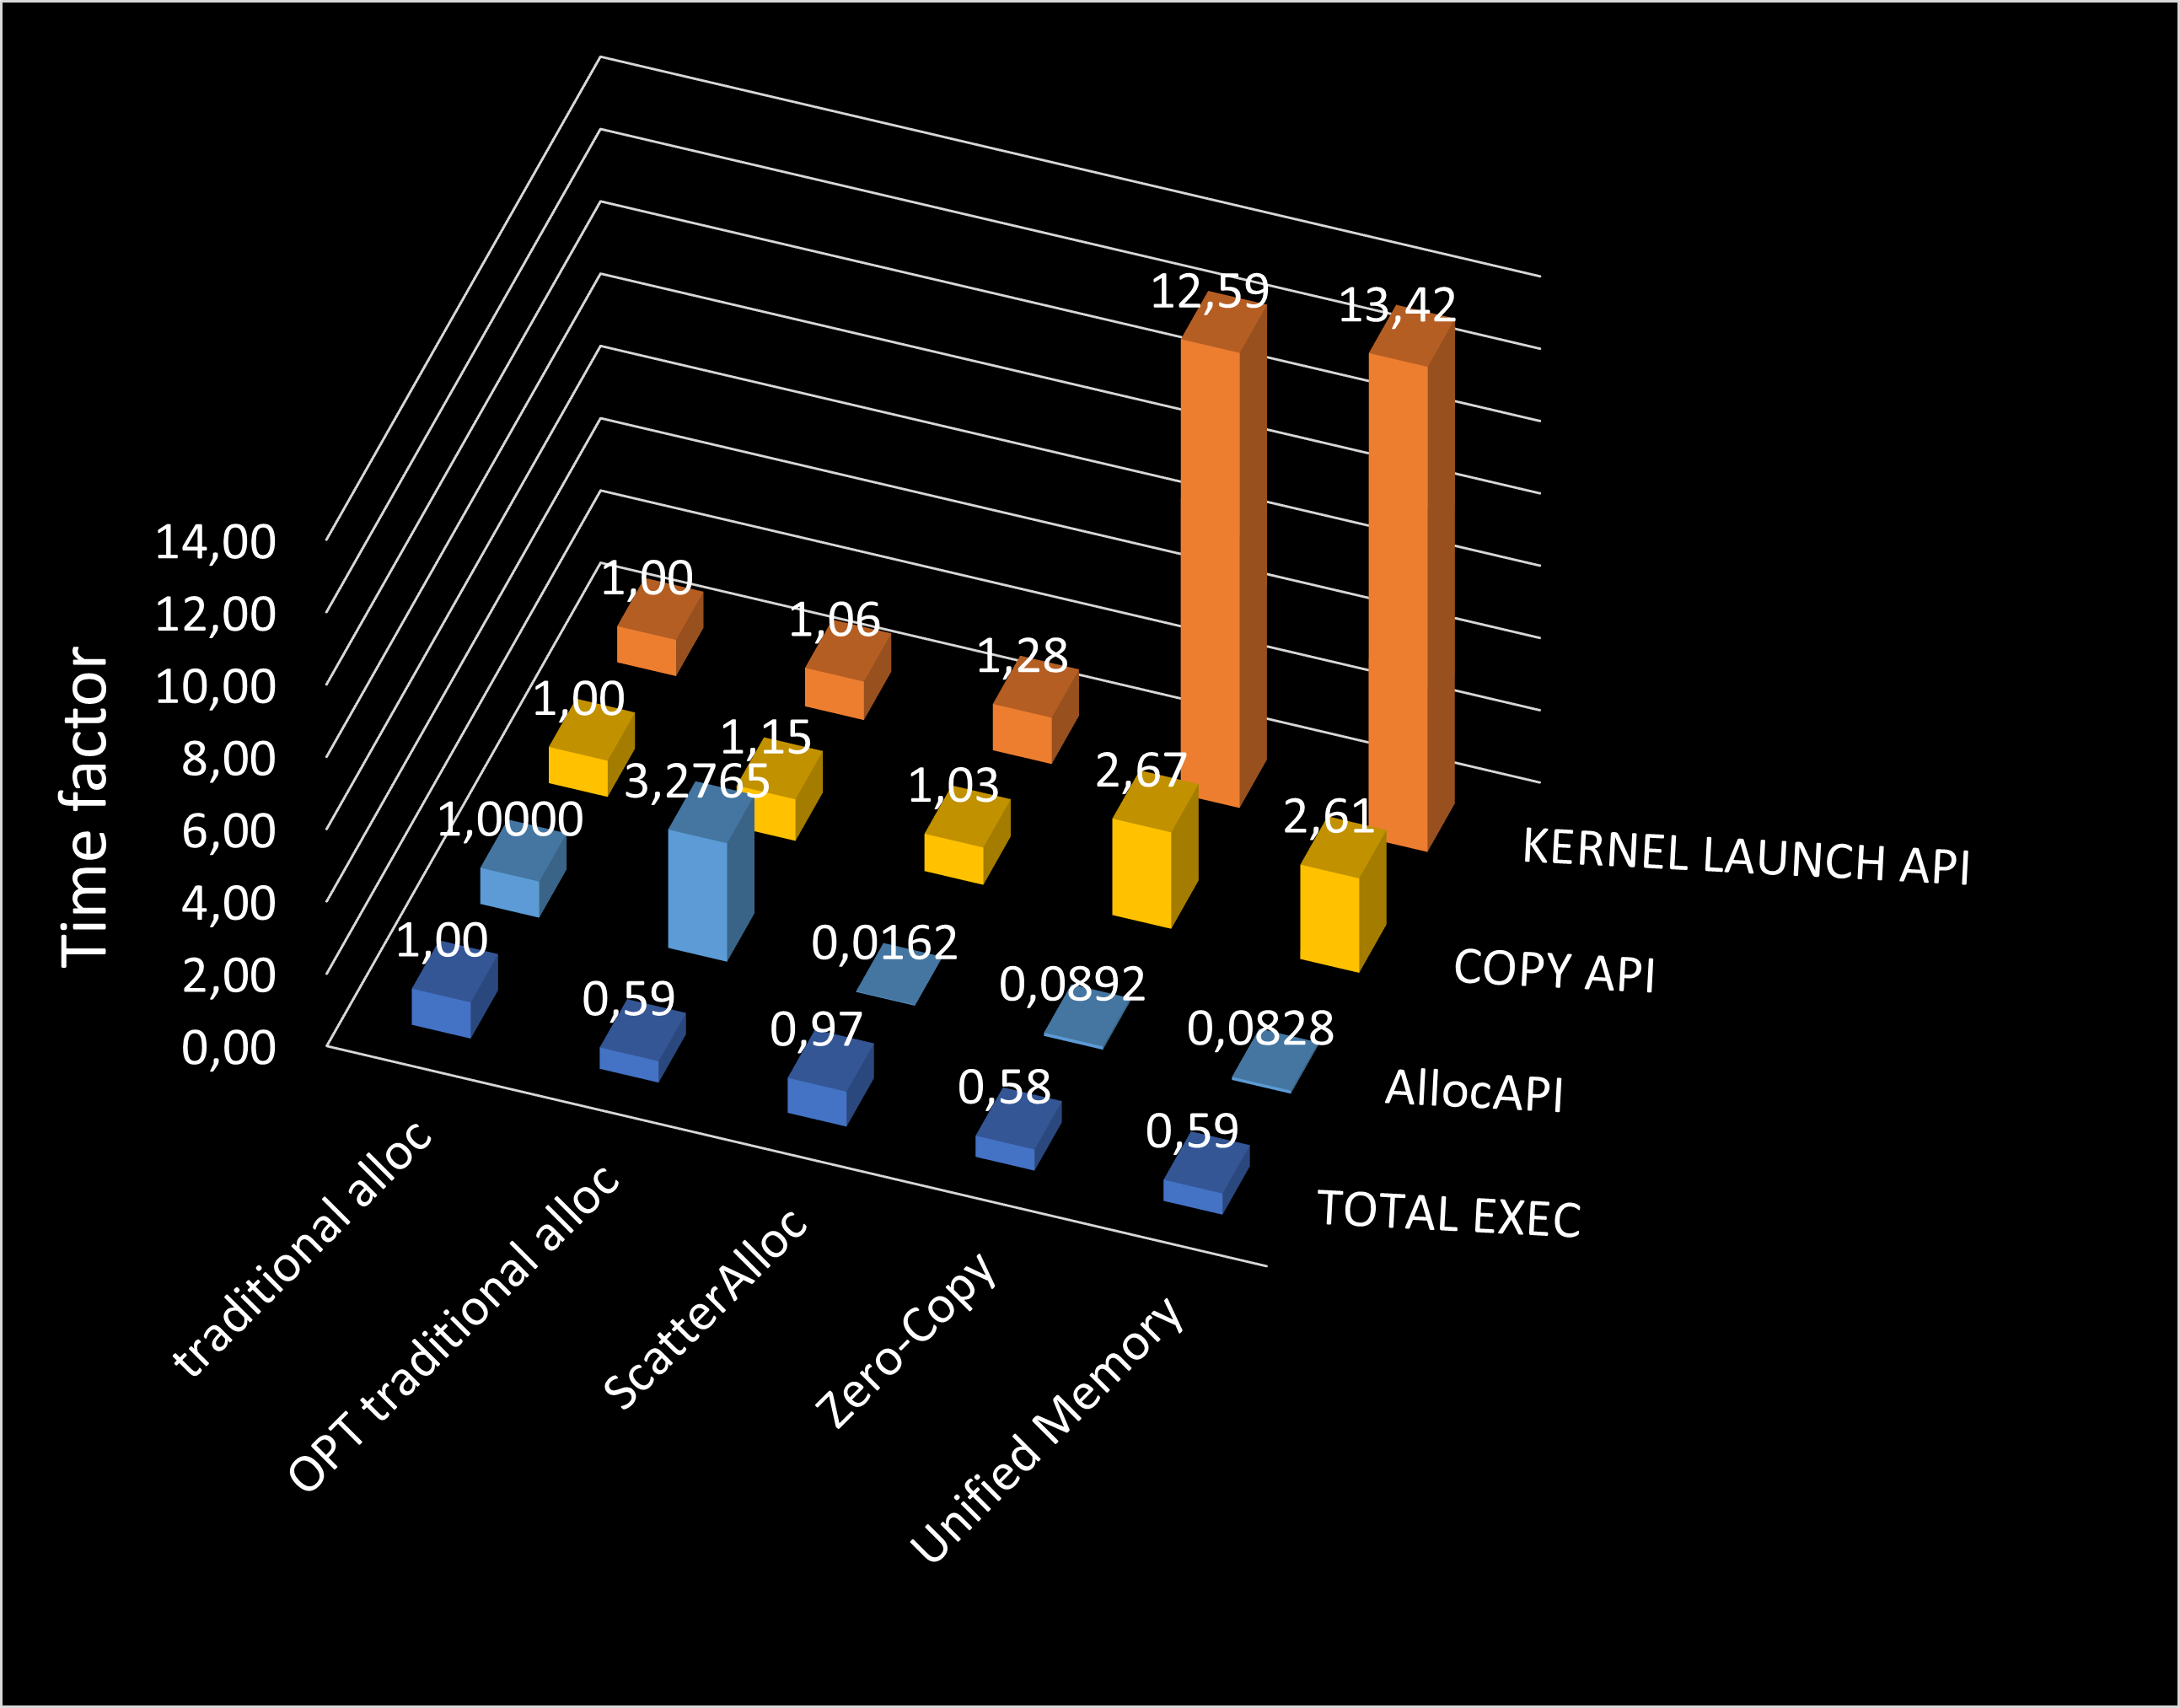 Time factor
14,00
12,00
10,00
8,00
6,00
4,00
2,00
0,00
12,59
13,42
1,00
1,06
1,28
1,00
1,15
1,03
2,67
2,61
1,0000
3,2765
0,0162
0,0892
0,0828
1,00
0,59
0,97
0,58
0,59
KERNEL LAUNCH API
COPY API
AllocAPI
TOTAL EXEC
traditional alloc
OPT traditional alloc
ScatterAlloc
Zero-Copy
Unified Memory